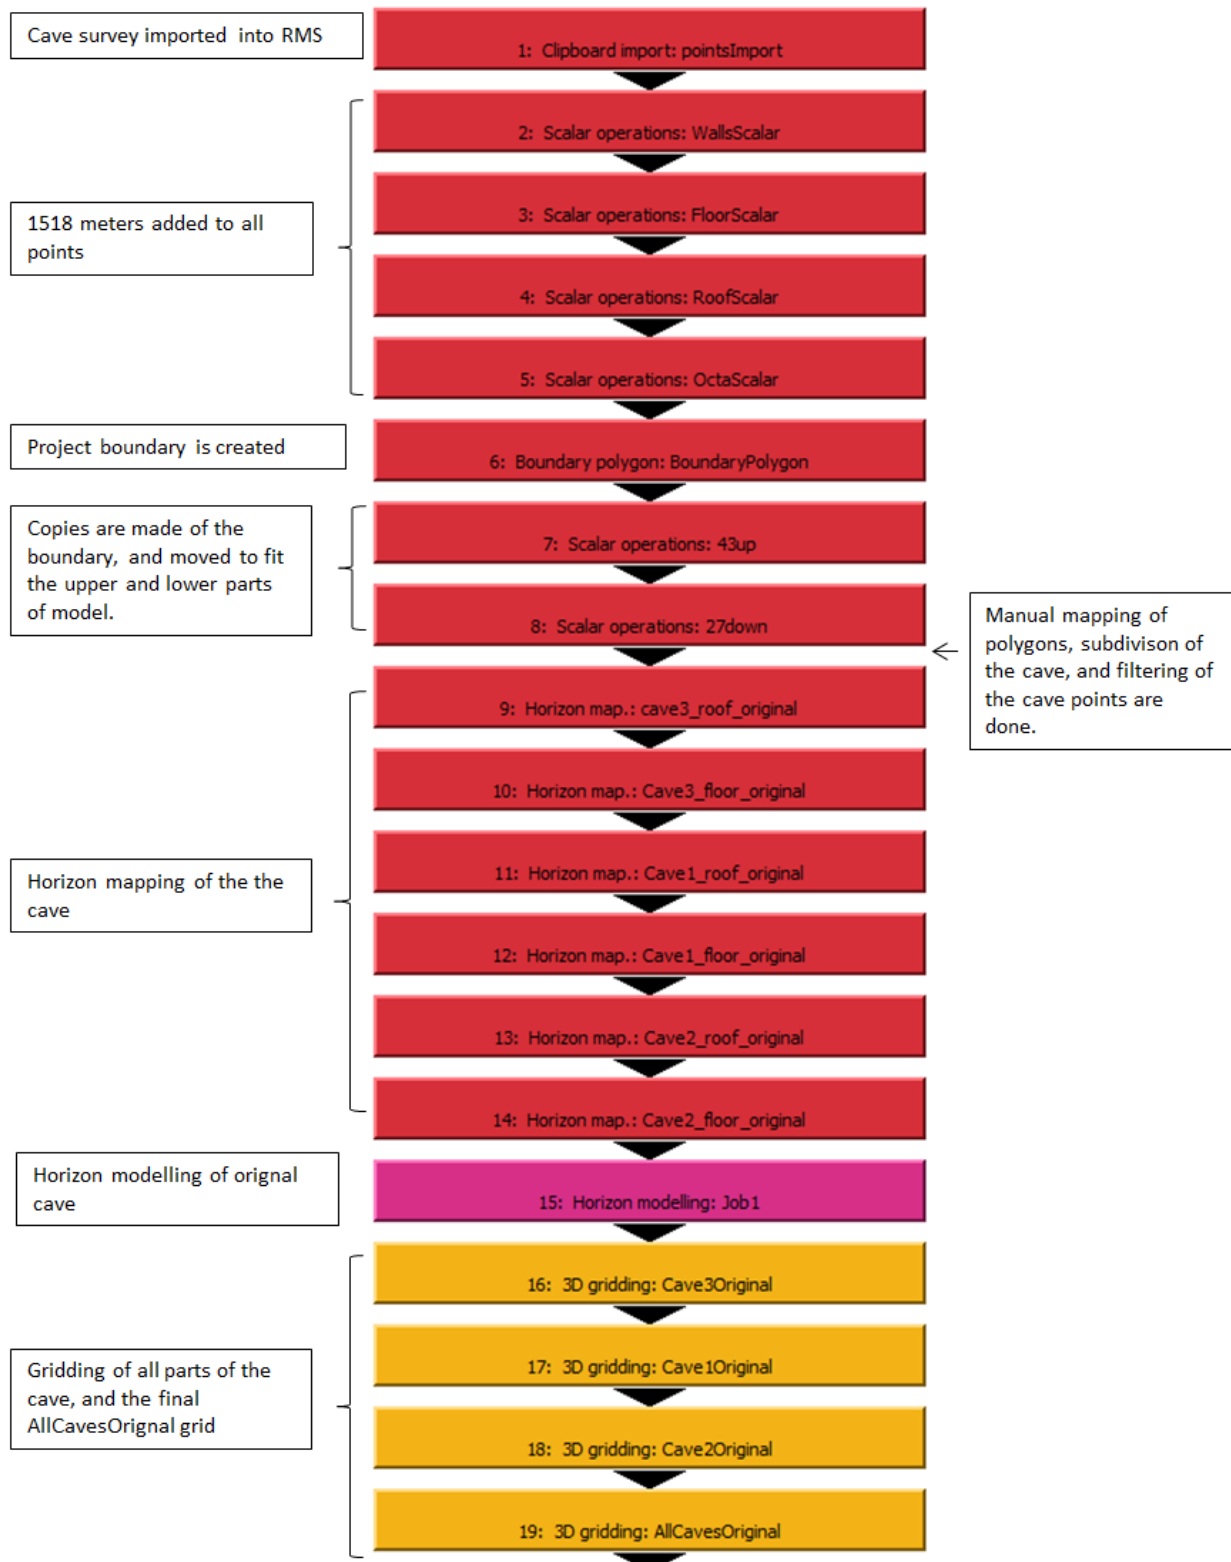 Cave survey imported into RMS
1: Clipboard import: pointsImport
2: Scalar operations: WallsScalar
3: Scalar operations: FloorScalar
1518 meters added to all
points
4: Scalar operations: RoofScalar
5: Scalar operations: OctaScalar
Project boundary is created
6: Boundary polygon: BoundaryPolygon
Copies are made of the
boundary, and moved to fit
the upper and lower parts
of model.
7: Scalar operations: 43up
8: Scalar operations: 27down
Manual mapping of
polygons, subdivison of
the cave, and filtering of
the cave points are
done.
9: Horizon map.: cave3_roof_original
10: Horizon map.: Cave3_floor_original
11: Horizon map.: Cave1_roof_original
Horizon mapping of the the
cave
12: Horizon map.: Cave1_floor_original
13: Horizon map.: Cave2_roof_original
14: Horizon map.: Cave2_floor_original
Horizon modelling of orignal
cave
15: Horizon modelling: Job1
16: 3D gridding: Cave3Original
17: 3D gridding: Cave1Original
Gridding of all parts of the
cave, and the final
AllCavesOrignal grid
18: 3D gridding: Cave2Original
19: 3D gridding: AllCavesOriginal